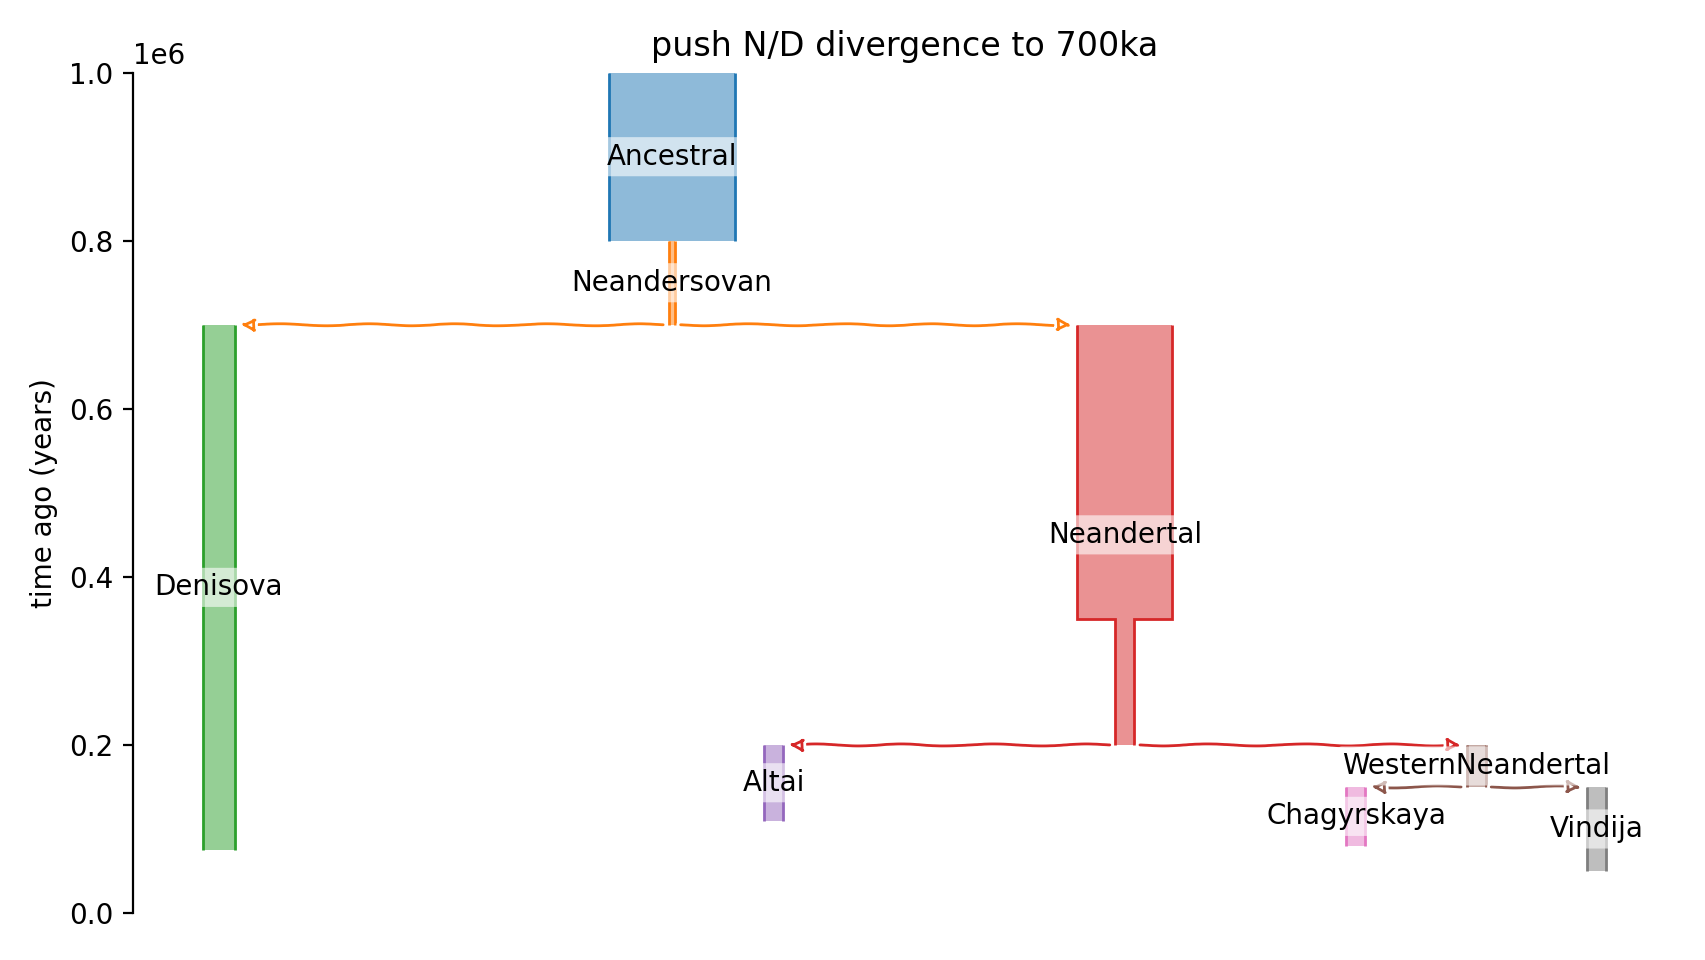 push N/D divergence to 700ka
1e6
1.0
Ancestral
0.8
Neandersovan
0.6
time ago (years)
Neandertal
0.4
Denisova
0.2
WesternNeandertal
Altai
Chagyrskaya
Vindija
0.0